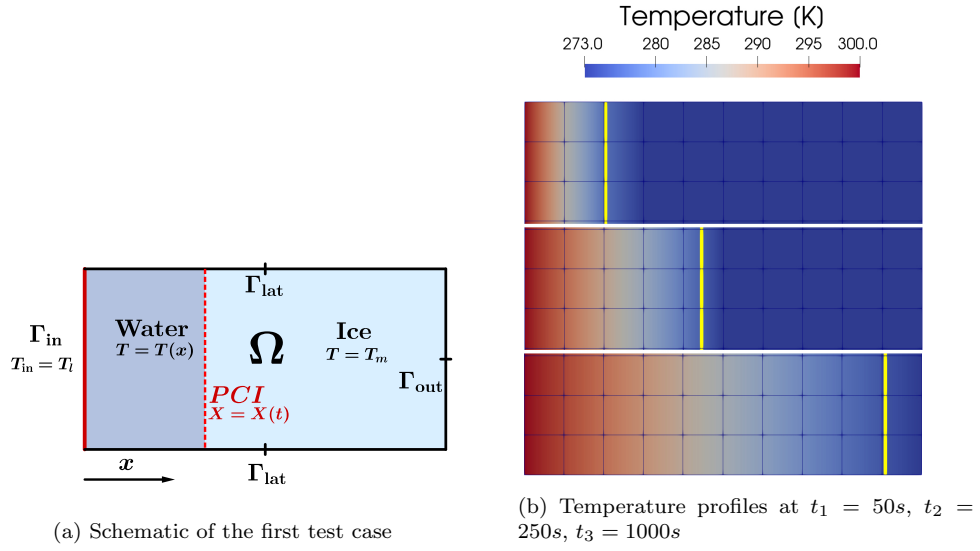 Temperature (K)
273.0 280 285 290 295 300.0
Γlat
Water
T = T(x)
Ω
Ice
T = Tm
Γin
Tin = Tl
Γout
PCI
X = X(t)
x
Γlat
(a) Schematic of the first test case
(b) Temperature profiles at t1 = 50s, t2 =
250s, t3 = 1000s